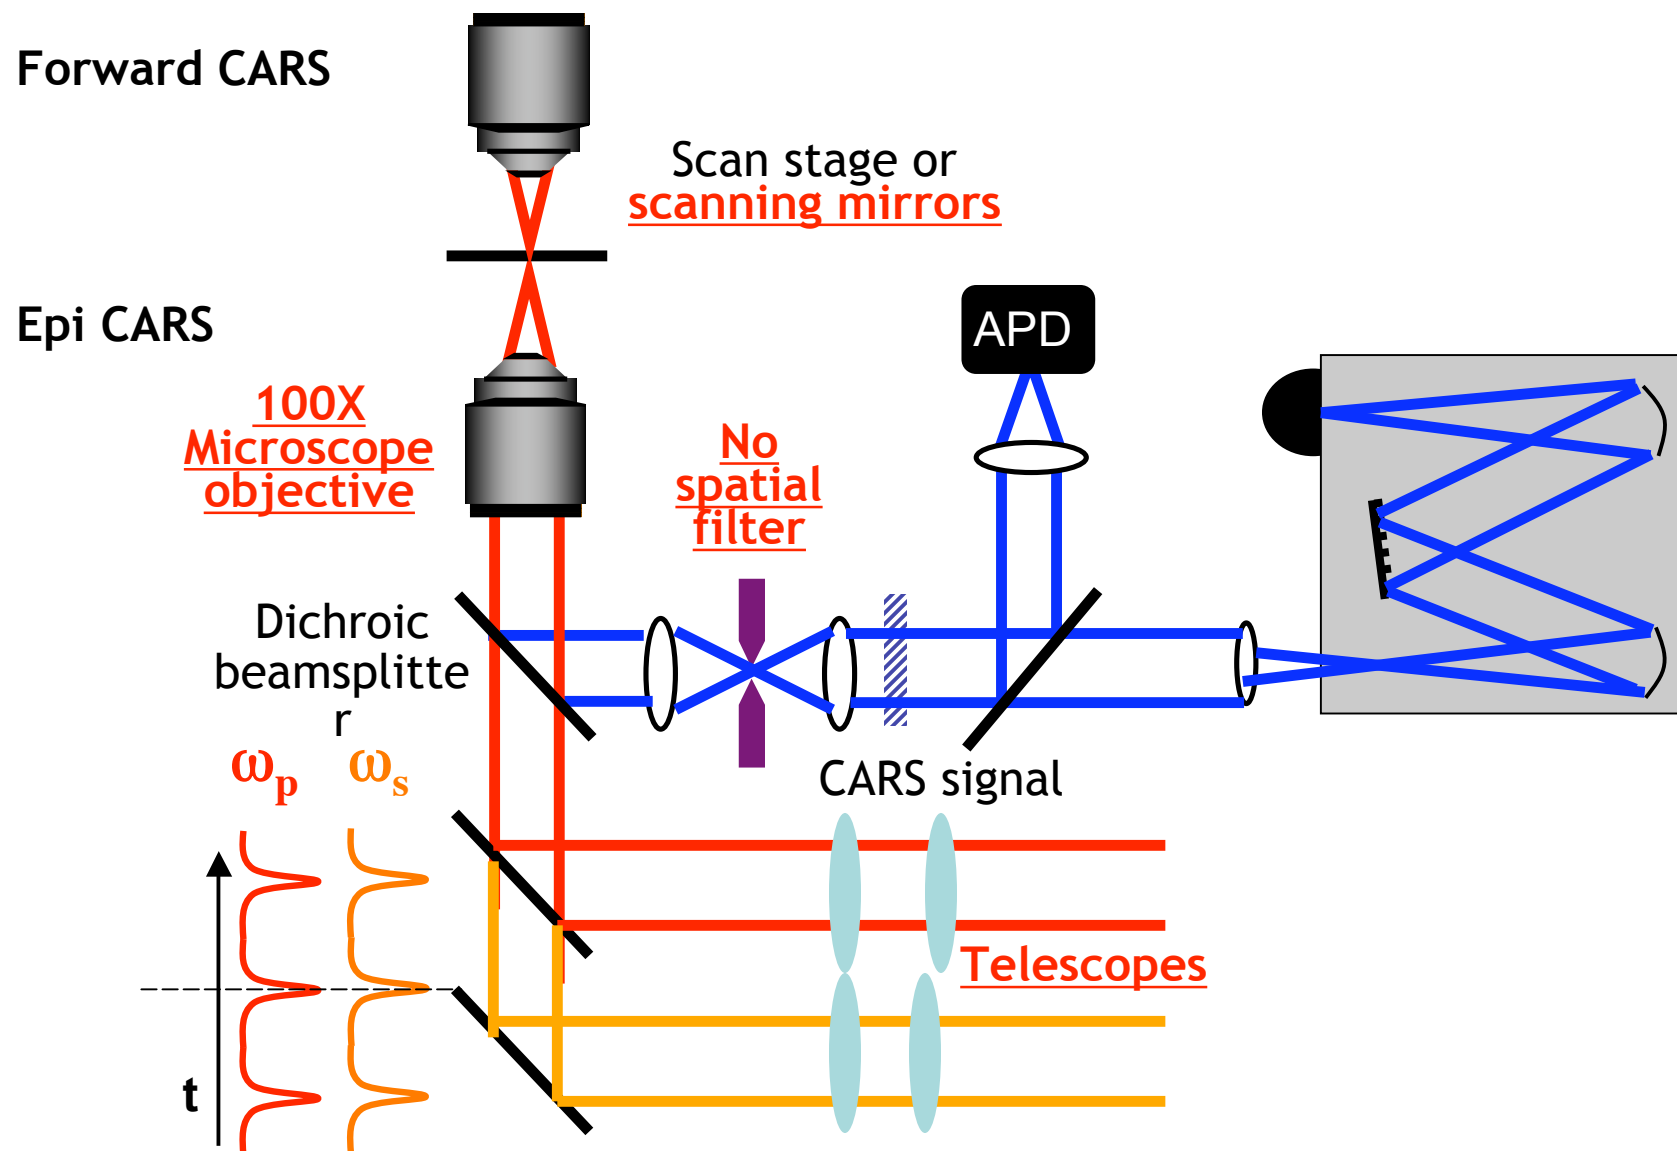 Forward CARS
Scan stage or
scanning mirrors
Epi CARS
APD
100X
Microscope
objective
No
spatial
filter
Dichroic
beamsplitte
r
ωp
ωs
CARS signal
Telescopes
t